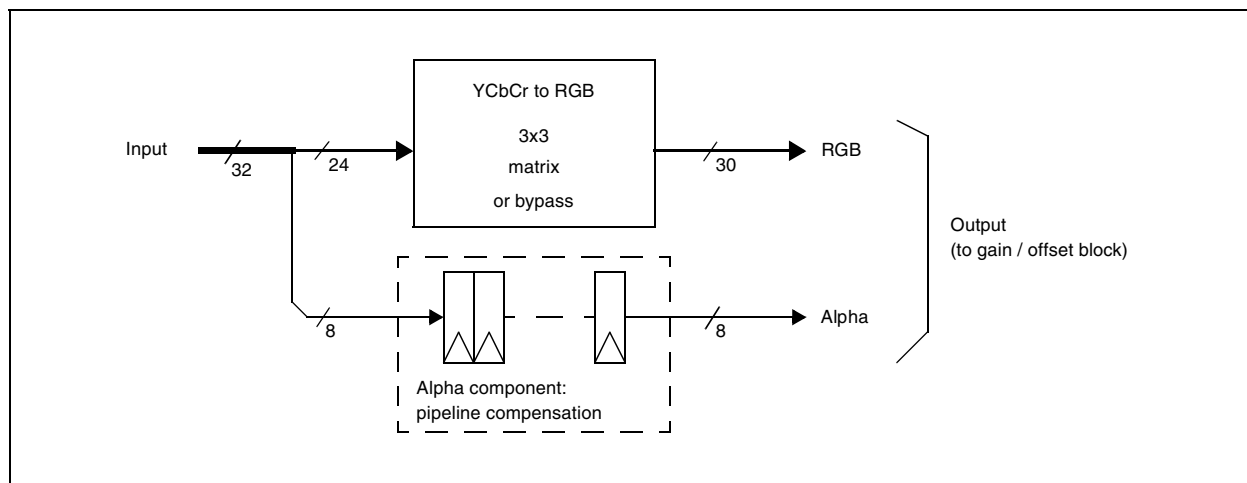 YCbCr to RGB
3x3
matrix
or bypass
Input
32
24
30
RGB
Output
(to gain / offset block)
8
8
Alpha
Alpha component:
pipeline compensation